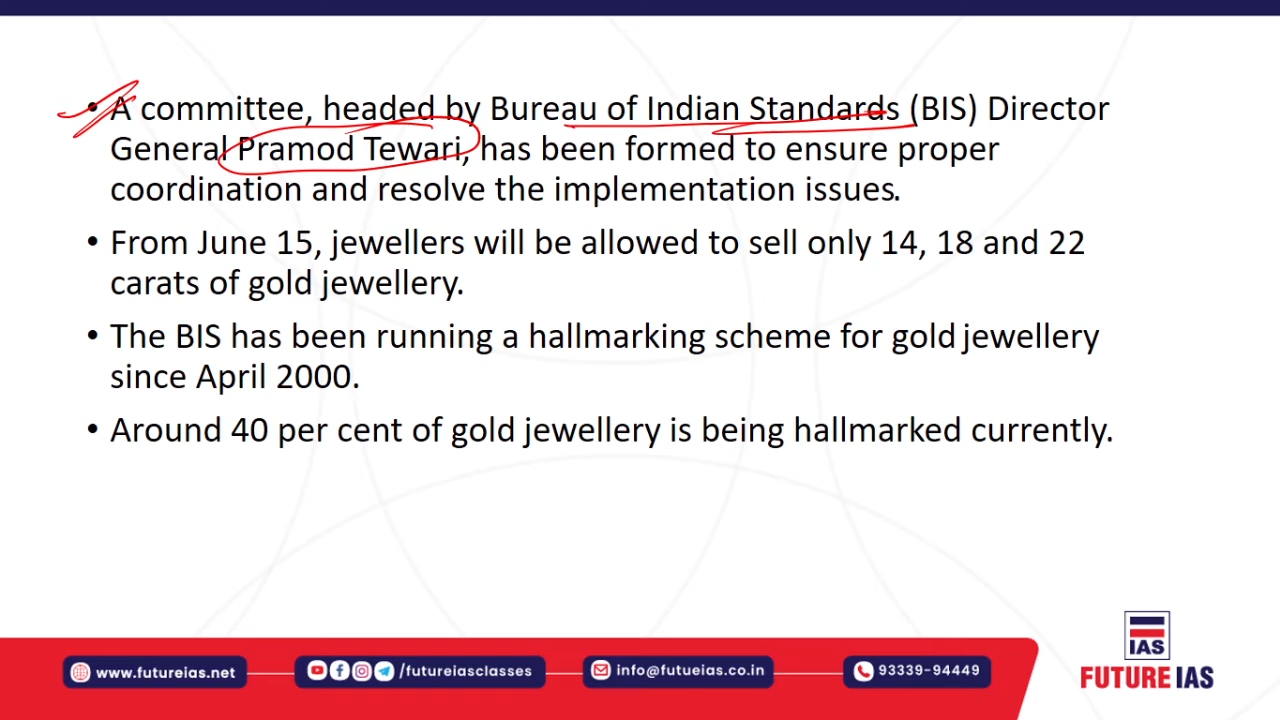 • A committee, headed by Bureau of Indian Standards (BIS) Director
General Pramod Tewari, has been formed to ensure proper
coordination and resolve the implementation issues.
• From June 15, jewellers will be allowed to sell only 14, 18 and 22
carats of gold jewellery.
• The BIS has been running a hallmarking scheme for gold jewellery
since April 2000.
• Around 40 per cent of gold jewellery is being hallmarked currently.
IAS
FUTURE IAS
www.futureias.net
/futureiasclasses
info@futueias.co.in
93339-94449